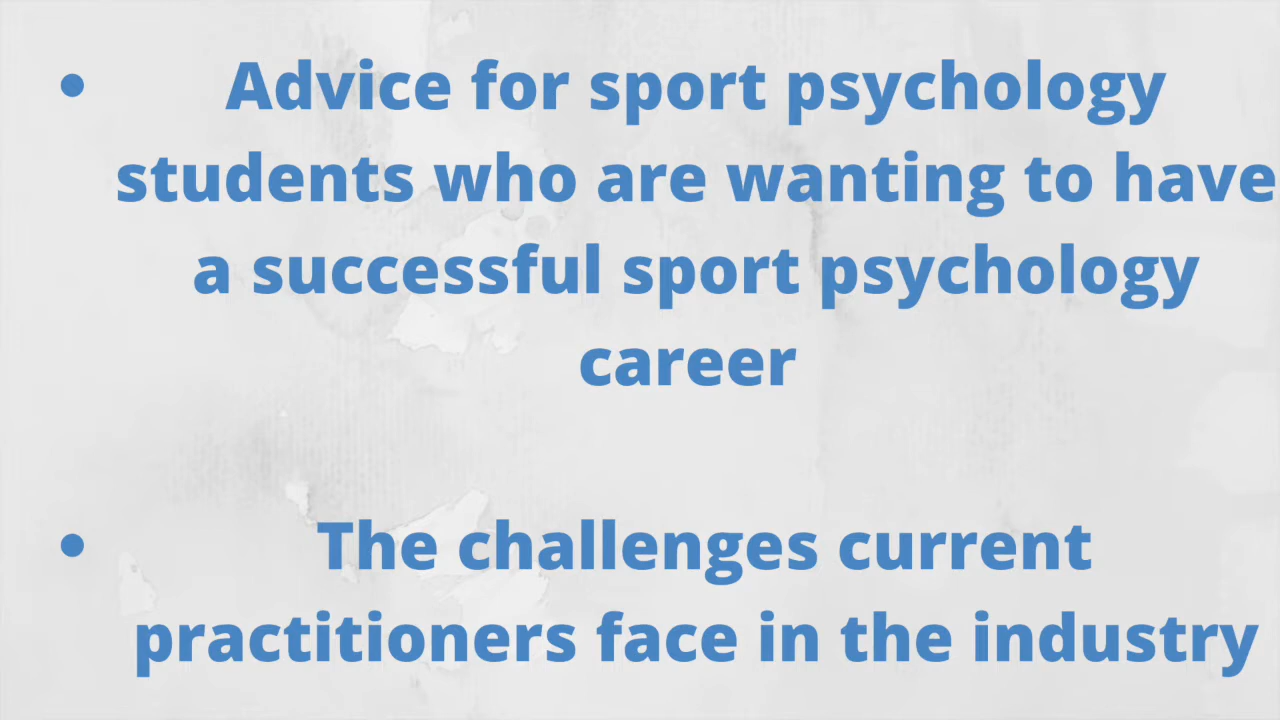 • Advice for sport psychology
students who are wanting to have
a successful sport psychology
career
• The challenges current
practitioners face in the industry